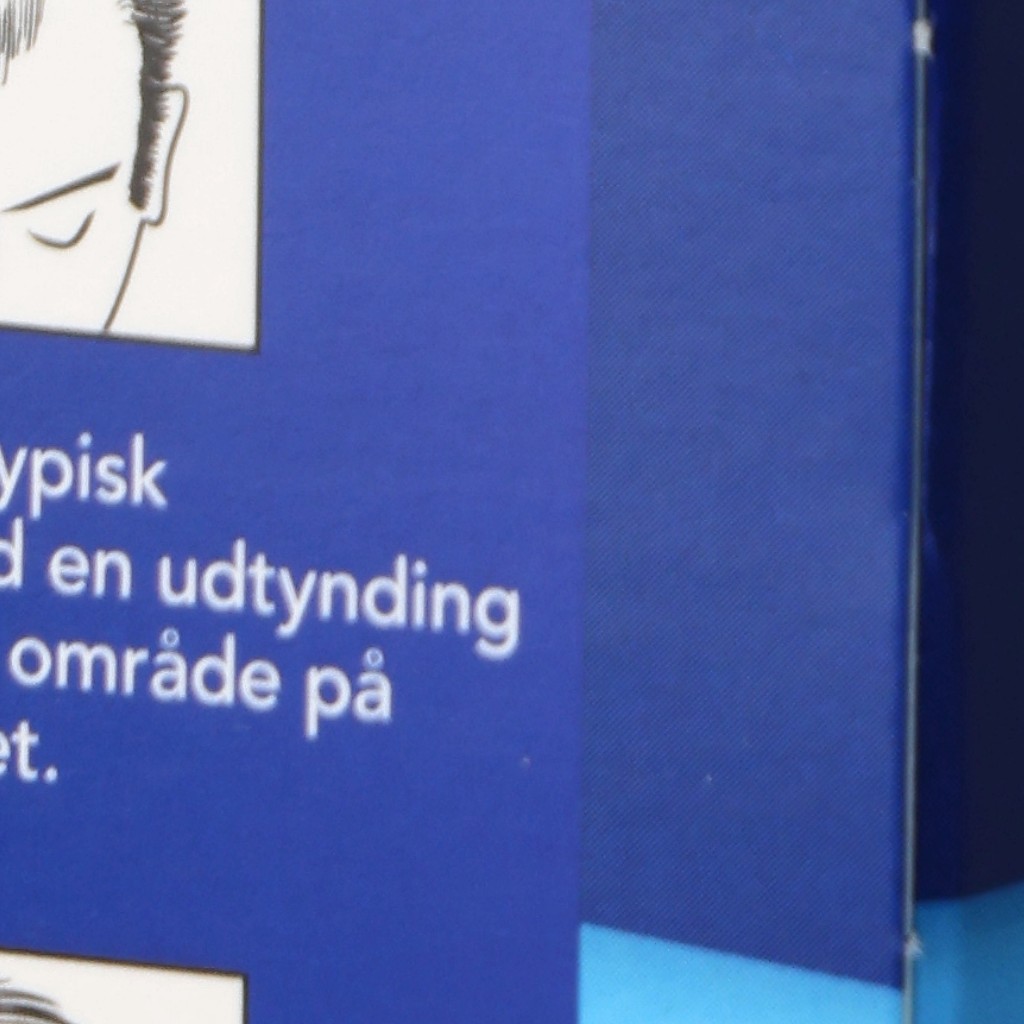 ypisk
d en udtynding
område på
et.